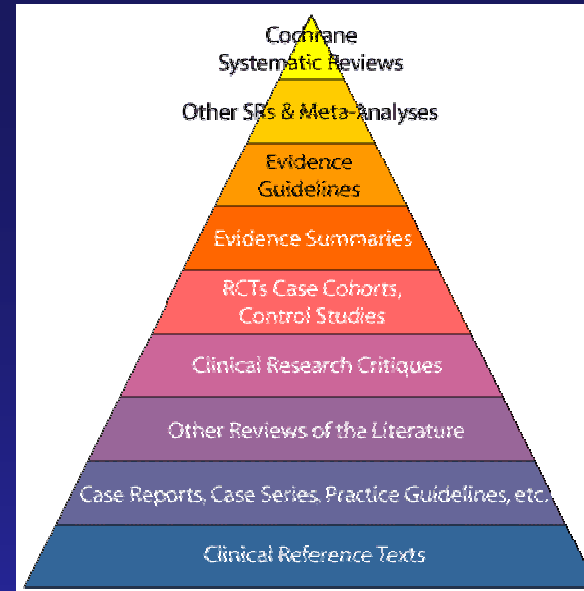 Cochrane
Systematic Reviews
Other SRs & Meta-Analyses
Evidence
Guidelines
Evidence Summaries
RCTs Case Cohorts,
Control Studies
Clinical Research Critiques
Other Reviews of the Literature
Case Reports, Case Series, Practice Guidelines, etc.
Clinical Reference Texts